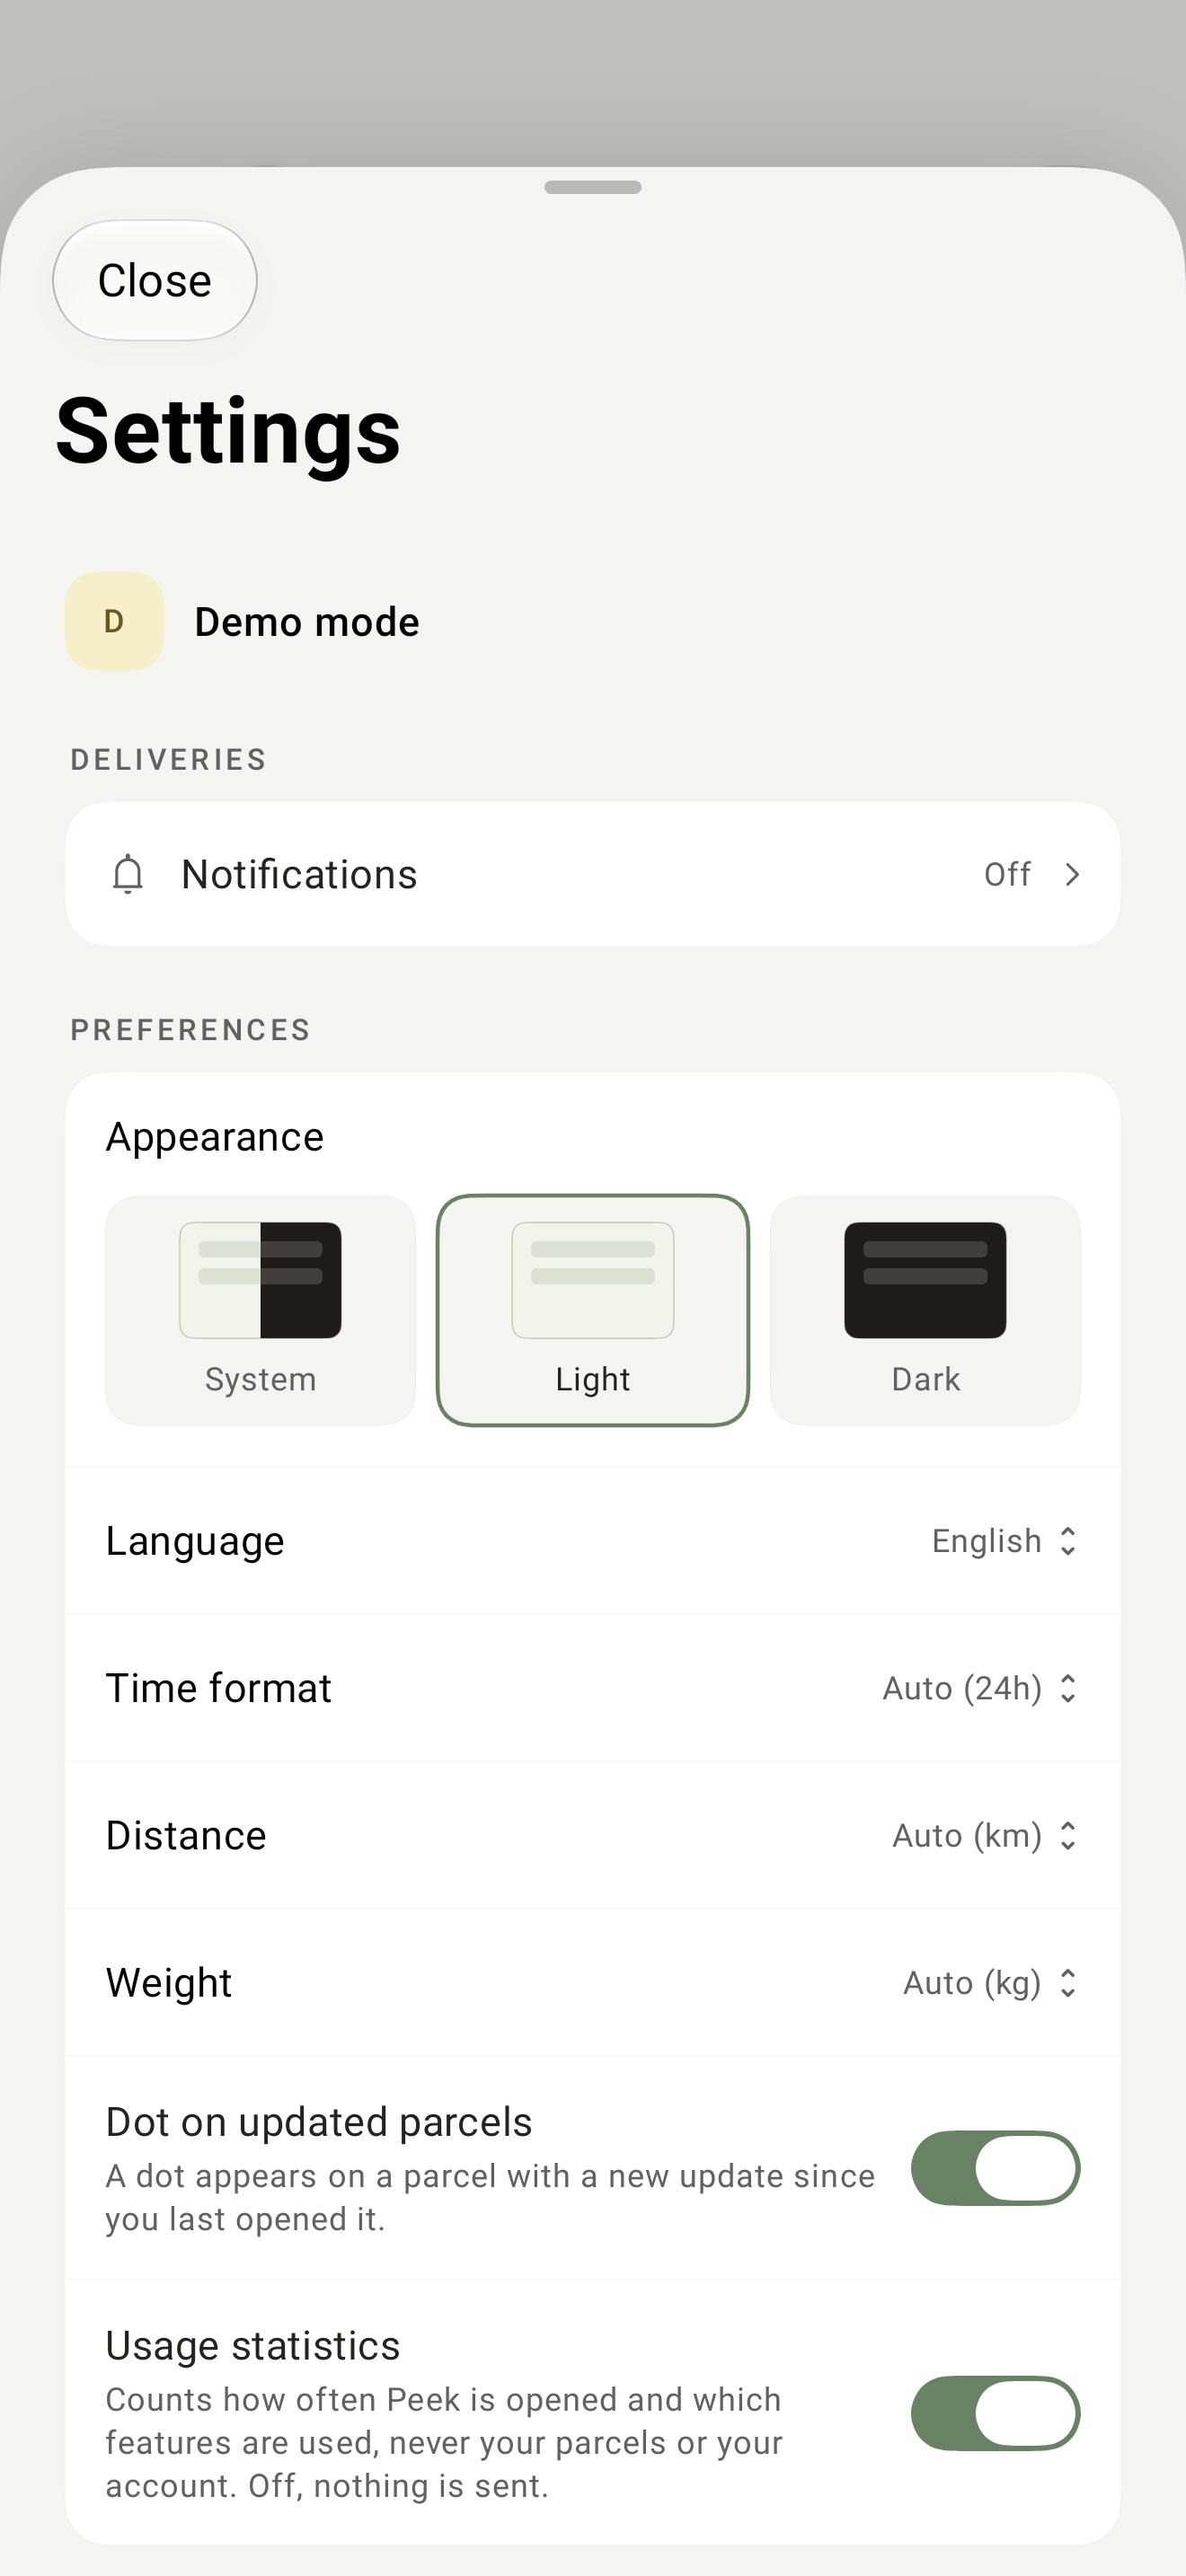 Close
Settings
D
Demo mode
DELIVERIES
Notifications
Off
PREFERENCES
Appearance
System
Light
Dark
Language
English
Time format
Auto (24h)
Distance
Auto (km)
Weight
Auto (kg)
Dot on updated parcels
A dot appears on a parcel with a new update since
you last opened it.
Usage statistics
Counts how often Peek is opened and which
features are used, never your parcels or your
account. Off, nothing is sent.